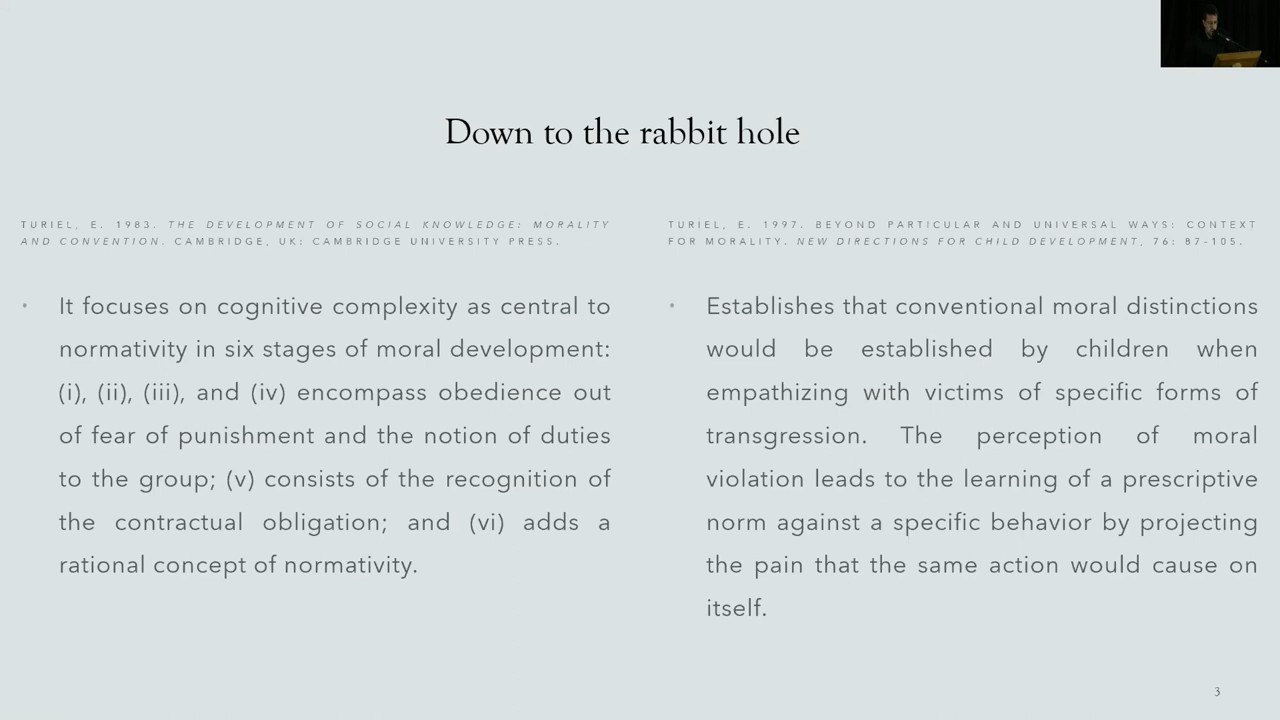 Down to the rabbit hole
TURIEL, E. 1983. THE DEVELOPMENT OF SOCIAL KNOWLEDGE: MORALITY
AND CONVENTION. CAMBRIDGE, UK: CAMBRIDGE UNIVERSITY PRESS.
• It focuses on cognitive complexity as central to
normativity in six stages of moral development:
(i), (ii), (iii), and (iv) encompass obedience out
of fear of punishment and the notion of duties
to the group; (v) consists of the recognition of
the contractual obligation; and (vi) adds a
rational concept of normativity.
TURIEL, E. 1997. BEYOND PARTICULAR AND UNIVERSAL WAYS: CONTEXT
FOR MORALITY. NEW DIRECTIONS FOR CHILD DEVELOPMENT, 76: 87–105.
• Establishes that conventional moral distinctions
would be established by children when
empathizing with victims of specific forms of
transgression. The perception of moral
violation leads to the learning of a prescriptive
norm against a specific behavior by projecting
the pain that the same action would cause on
itself.
3